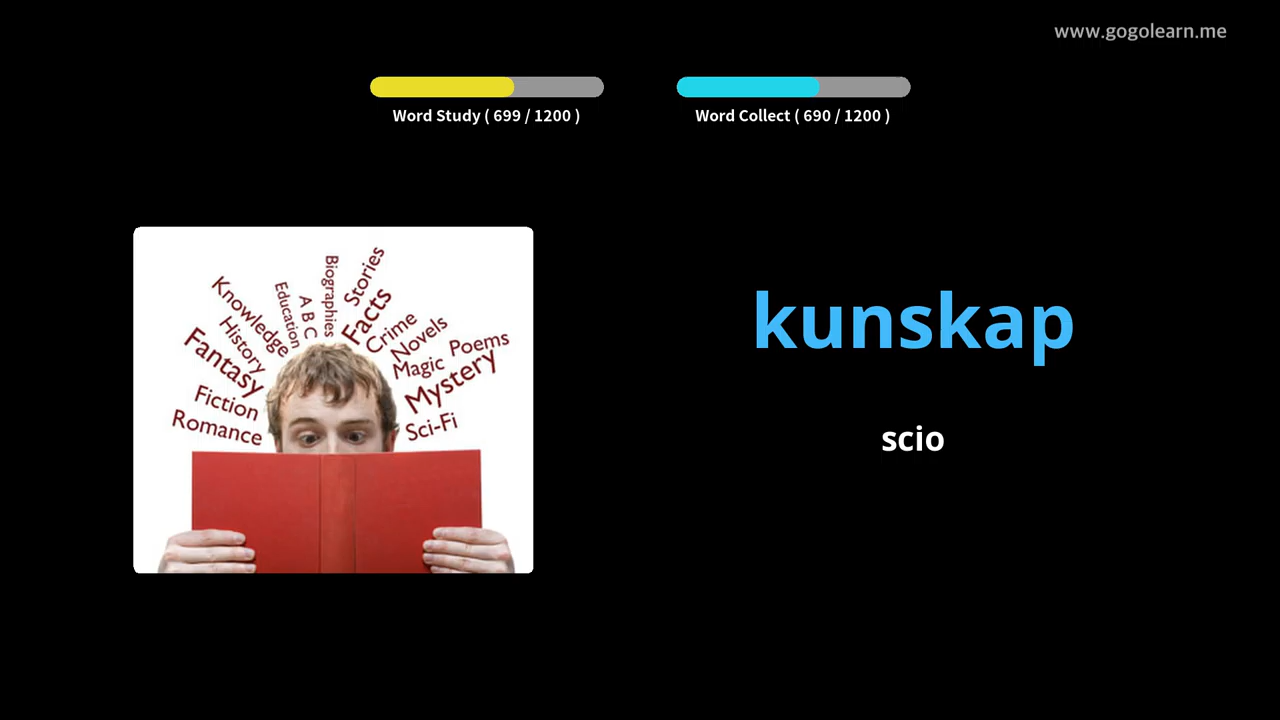 www.gogolearn.me
Word Study ( 699 / 1200 )
Word Collect ( 690 / 1200 )
Stories
Biographies
Facts
Education
A B C
Knowledge
Crime
Novels
History
Poems
Fantasy
Magic
Mystery
Fiction
Romance
Sci-Fi
kunskap
scio